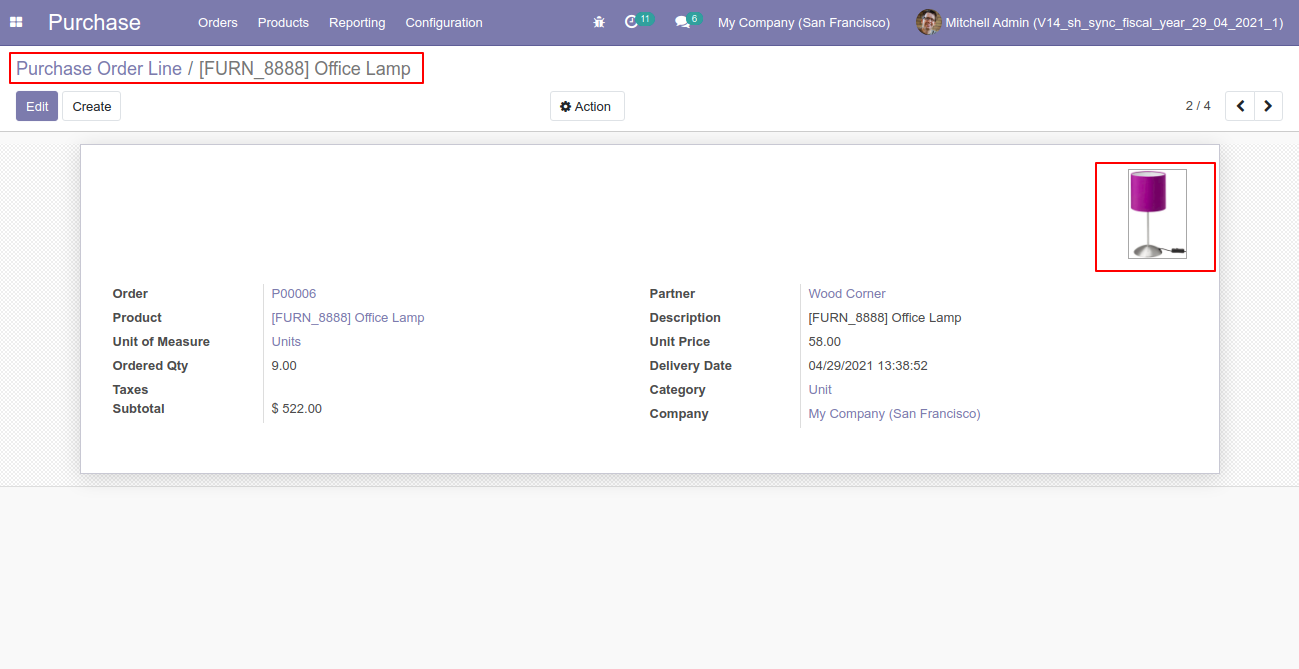 Purchase Orders Products Reporting Configuration 11 6 My Company (San Francisco) Mitchell Admin (V14_sh_sync_fiscal_year_29_04_2021_1)
Purchase Order Line / [FURN_8888] Office Lamp
Edit Create Action 2 / 4
Order P00006 Partner Wood Corner
Product [FURN_8888] Office Lamp Description [FURN_8888] Office Lamp
Unit of Measure Units Unit Price 58.00
Ordered Qty 9.00 Delivery Date 04/29/2021 13:38:52
Taxes Category Unit
Subtotal $ 522.00 Company My Company (San Francisco)